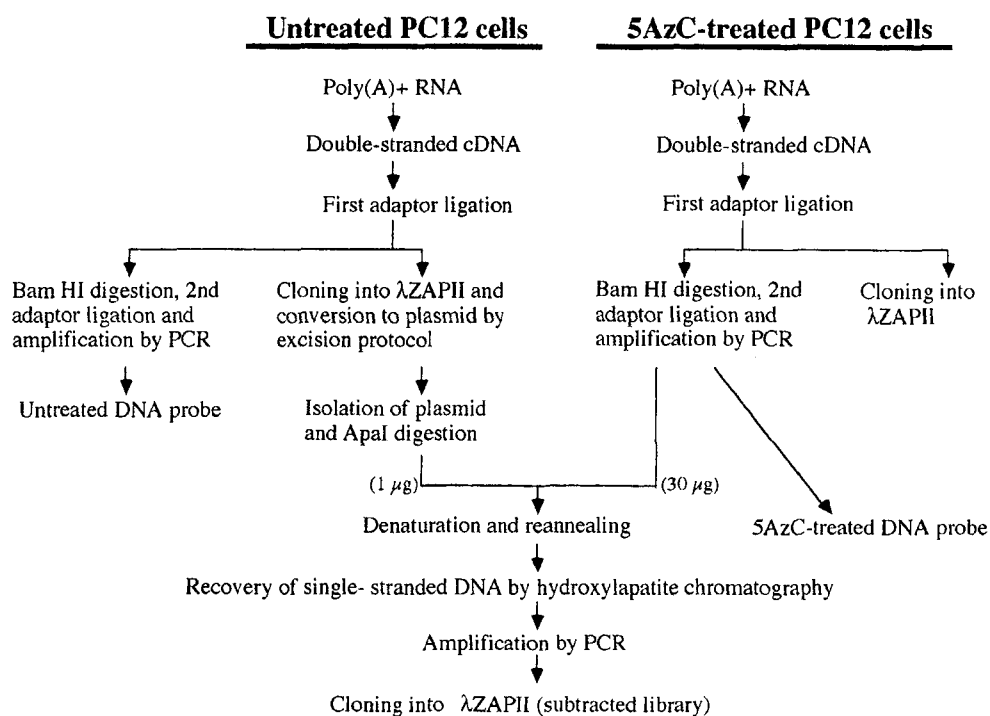 Untreated PC12 cells
5AzC-treated PC12 cells
Poly(A)+ RNA
Poly(A)+ RNA
Double-stranded cDNA
Double-stranded cDNA
First adaptor ligation
First adaptor ligation
Bam HI digestion, 2nd
adaptor ligation and
amplification by PCR
Cloning into λZAPII and
conversion to plasmid by
excision protocol
Bam HI digestion, 2nd
adaptor ligation and
amplification by PCR
Cloning into
λZAPII
Untreated DNA probe
Isolation of plasmid
and ApaI digestion
(1 μg)
(30 μg)
Denaturation and reannealing
5AzC-treated DNA probe
Recovery of single- stranded DNA by hydroxylapatite chromatography
Amplification by PCR
Cloning into λZAPII (subtracted library)